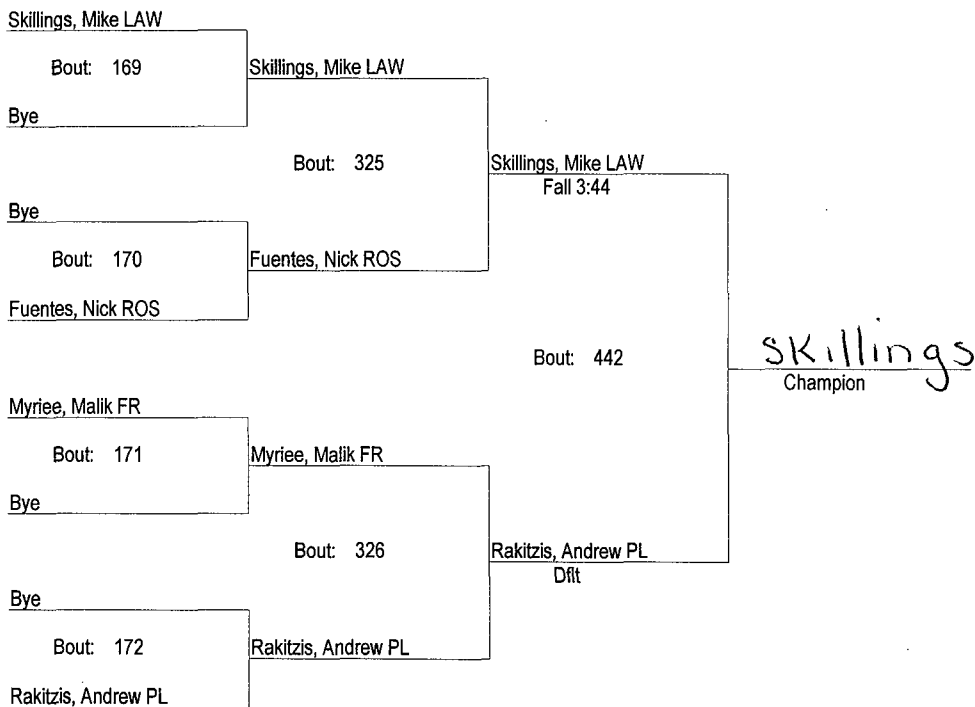 Skillings, Mike LAW
Bout: 169
Skillings, Mike LAW
Bye
Bout: 325
Skillings, Mike LAW
Fall 3:44
Bye
Bout: 170
Fuentes, Nick ROS
Fuentes, Nick ROS
Bout: 442
Skillings
Champion
Myriee, Malik FR
Bout: 171
Myriee, Malik FR
Bye
Bout: 326
Rakitzis, Andrew PL
Dflt
Bye
Bout: 172
Rakitzis, Andrew PL
Rakitzis, Andrew PL